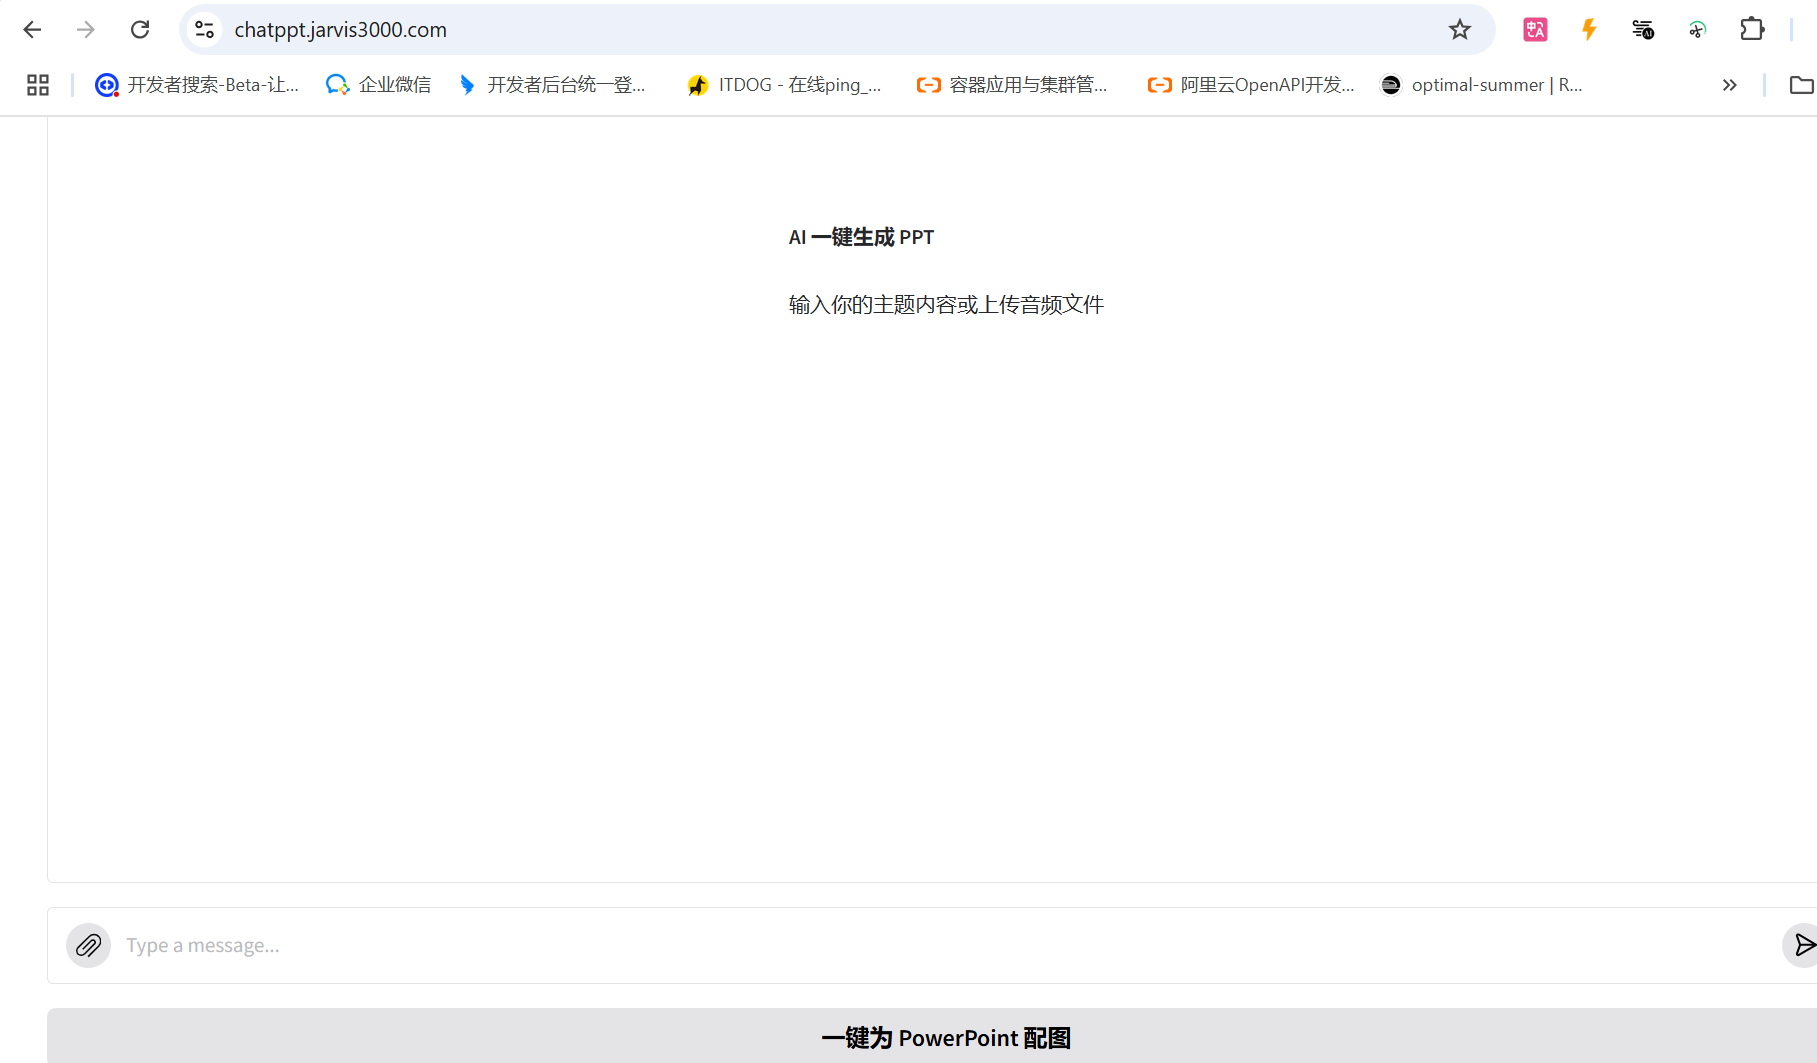 chatppt.jarvis3000.com
开发者搜索-Beta-让...
企业微信
开发者后台统一登...
ITDOG - 在线ping_...
容器应用与集群管...
阿里云OpenAPI开发...
optimal-summer | R...
AI 一键生成 PPT
输入你的主题内容或上传音频文件
Type a message...
一键为 PowerPoint 配图